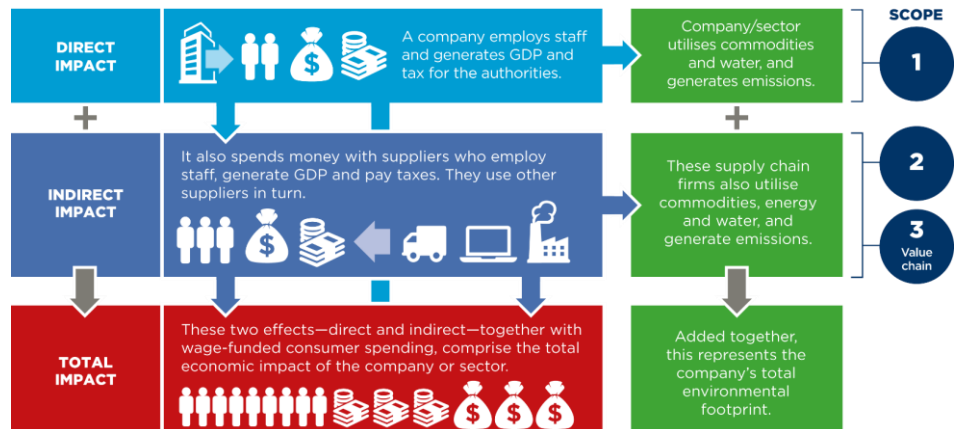 SCOPE
DIRECT
IMPACT
A company employs staff
and generates GDP and
tax for the authorities.
$
Company/sector
utilises commodities
and water, and
generates emissions.
1
+
+
INDIRECT
IMPACT
It also spends money with suppliers who employ
staff, generate GDP and pay taxes. They use other
suppliers in turn.
$
These supply chain
firms also utilise
commodities, energy
and water, and
generate emissions.
2
3
Value
chain
TOTAL
IMPACT
These two effects—direct and indirect—together with
wage-funded consumer spending, comprise the total
economic impact of the company or sector.
$ $ $
Added together,
this represents the
company's total
environmental
footprint.